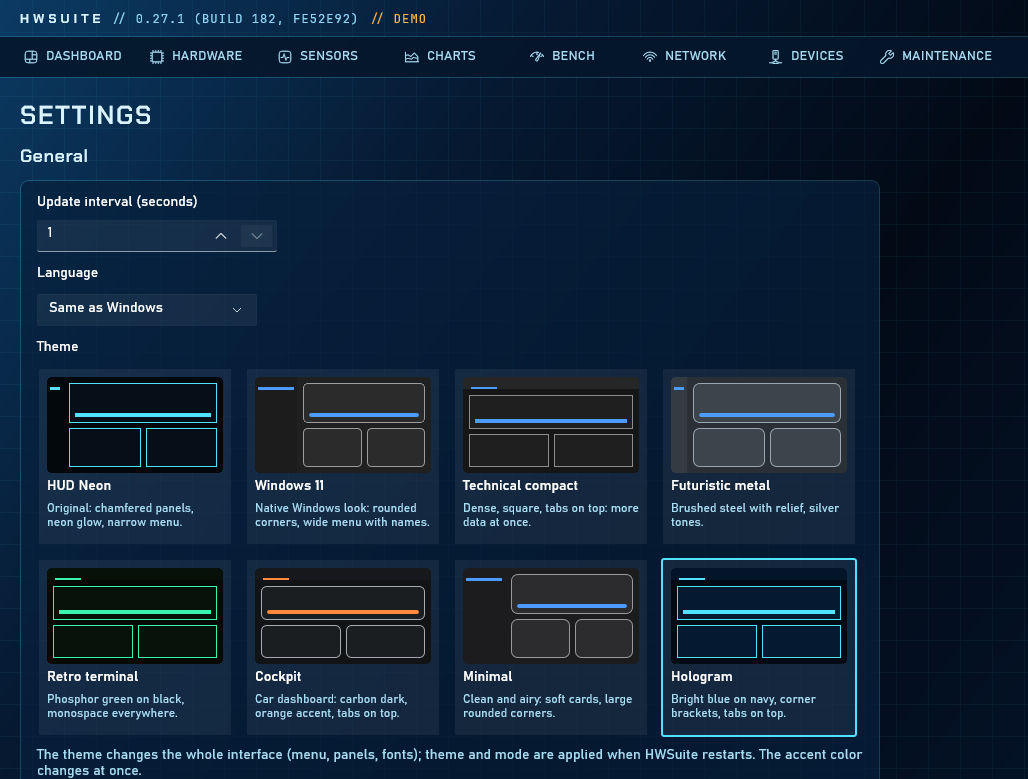 HWSUITE // 0.27.1 (BUILD 182, FE52E92) // DEMO
DASHBOARD HARDWARE SENSORS CHARTS BENCH NETWORK DEVICES MAINTENANCE
SETTINGS
General
Update interval (seconds)
1
Language
Same as Windows
Theme
HUD Neon
Original: chamfered panels,
neon glow, narrow menu.
Windows 11
Native Windows look: rounded
corners, wide menu with names.
Technical compact
Dense, square, tabs on top: more
data at once.
Futuristic metal
Brushed steel with relief, silver
tones.
Retro terminal
Phosphor green on black,
monospace everywhere.
Cockpit
Car dashboard: carbon dark,
orange accent, tabs on top.
Minimal
Clean and airy: soft cards, large
rounded corners.
Hologram
Bright blue on navy, corner
brackets, tabs on top.
The theme changes the whole interface (menu, panels, fonts); theme and mode are applied when HWSuite restarts. The accent color
changes at once.